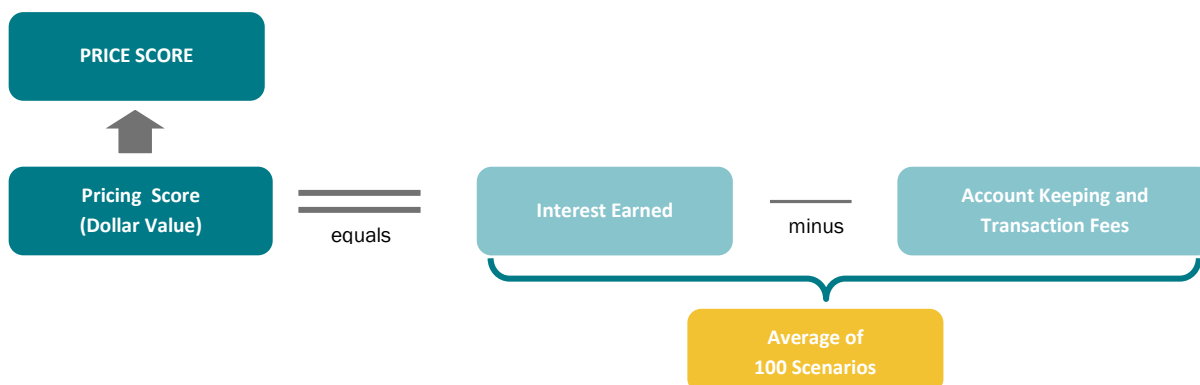 PRICE SCORE
Pricing  Score
(Dollar Value)
equals
Interest Earned
minus
Account Keeping and
Transaction Fees
Average of
100 Scenarios